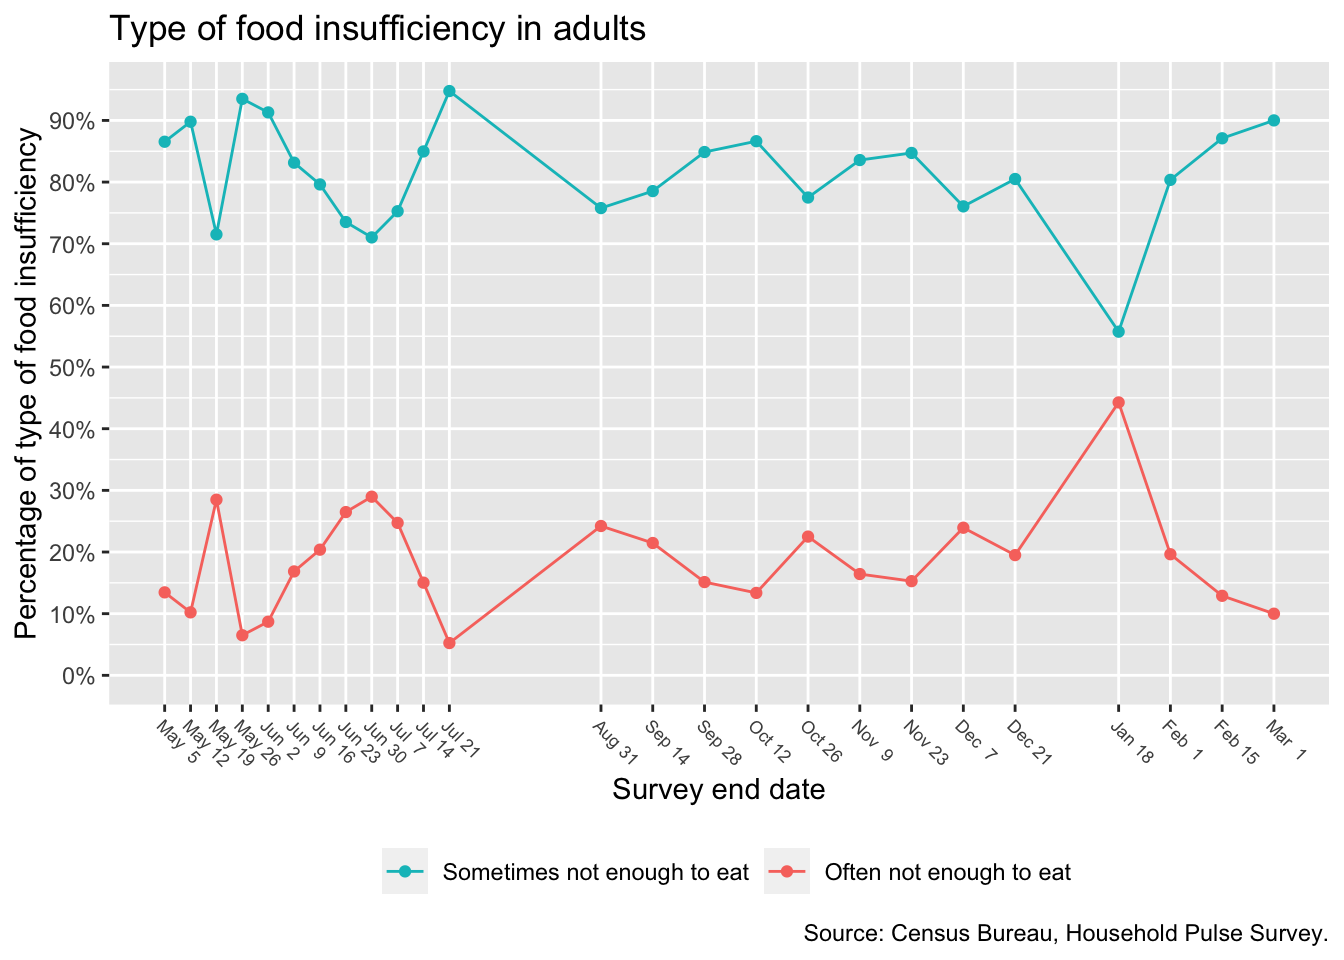 Type of food insufficiency in adults
Percentage of type of food insufficiency
90%
80%
70%
60%
50%
40%
30%
20%
10%
0%
May 5
May 12
May 19
May 26
Jun 2
Jun 9
Jun 16
Jun 23
Jun 30
Jul 7
Jul 14
Jul 21
Aug 31
Sep 14
Sep 28
Oct 12
Oct 26
Nov 9
Nov 23
Dec 7
Dec 21
Jan 18
Feb 1
Feb 15
Mar 1
Survey end date
Sometimes not enough to eat
Often not enough to eat
Source: Census Bureau, Household Pulse Survey.